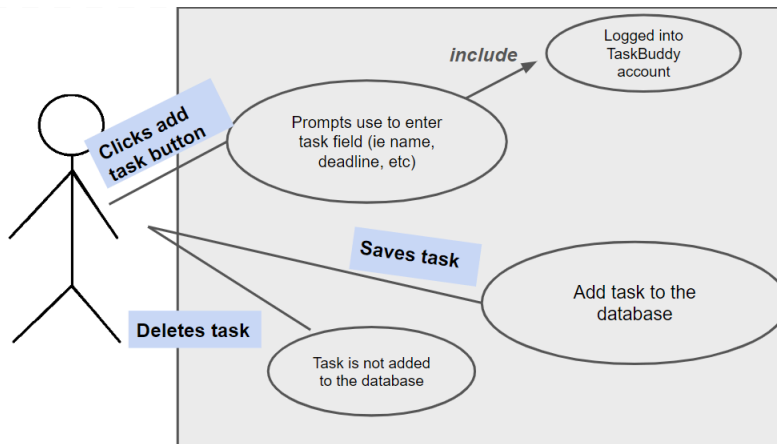 Logged into
TaskBuddy
account
include
Clicks add
task button
Prompts use to enter
task field (ie name,
deadline, etc)
Saves task
Add task to the
database
Deletes task
Task is not added
to the database